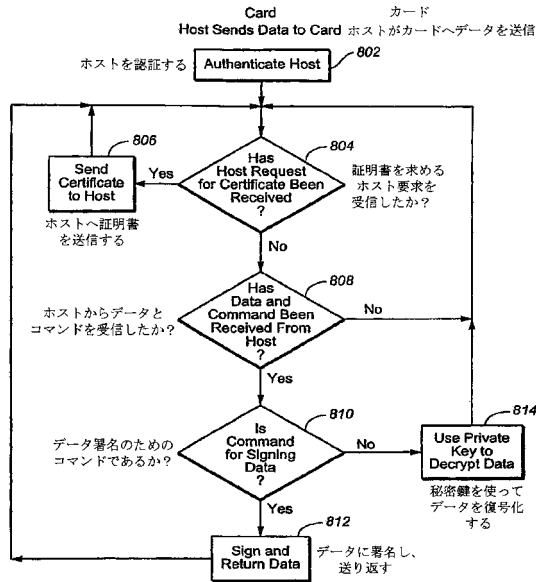 Card
カード
Host Sends Data to Card
ホストがカードへデータを送信
ホストを認証する
Authenticate Host
802
806
804
Send
Certificate
to Host
ホストへ証明書
を送信する
Yes
Has
Host Request
for Certificate Been
Received
?
証明書を求める
ホスト要求を
受信したか？
No
808
ホストからデータと
コマンドを受信したか？
Has
Data and
Command Been
Received From
Host
?
No
Yes
810
データ署名のための
コマンドであるか？
Is
Command
for Signing
Data
?
No
814
Use Private
Key to
Decrypt Data
秘密鍵を使って
データを復号化
する
Yes
812
Sign and
Return Data
データに署名し、
送り返す